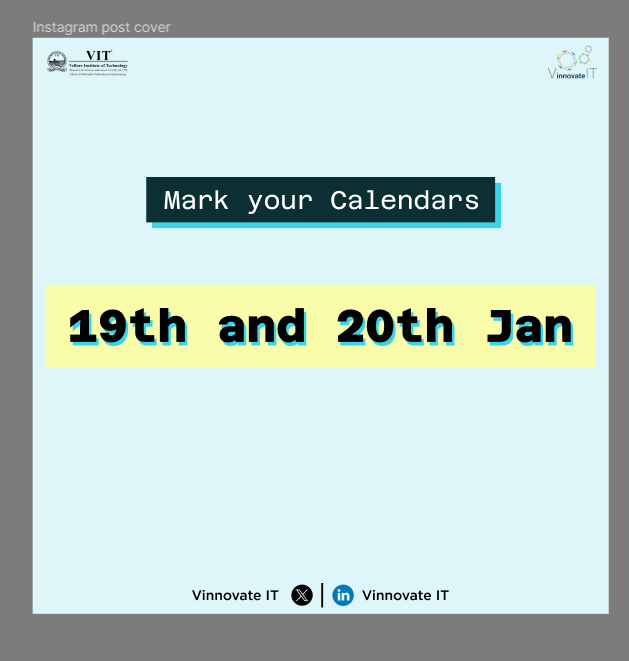 Instagram post cover
VIT
Vellore Institute of Technology
Vinnovate IT
Mark your Calendars
19th and 20th Jan
Vinnovate IT
in
Vinnovate IT